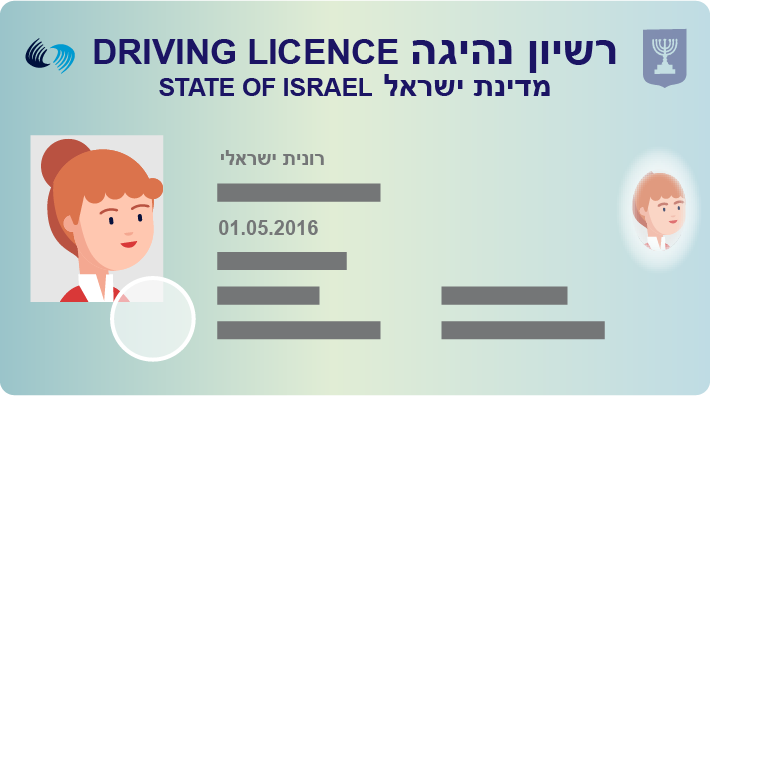 DRIVING LICENCE רשיון נהיגה
STATE OF ISRAEL מדינת ישראל
רונית ישראלי
01.05.2016